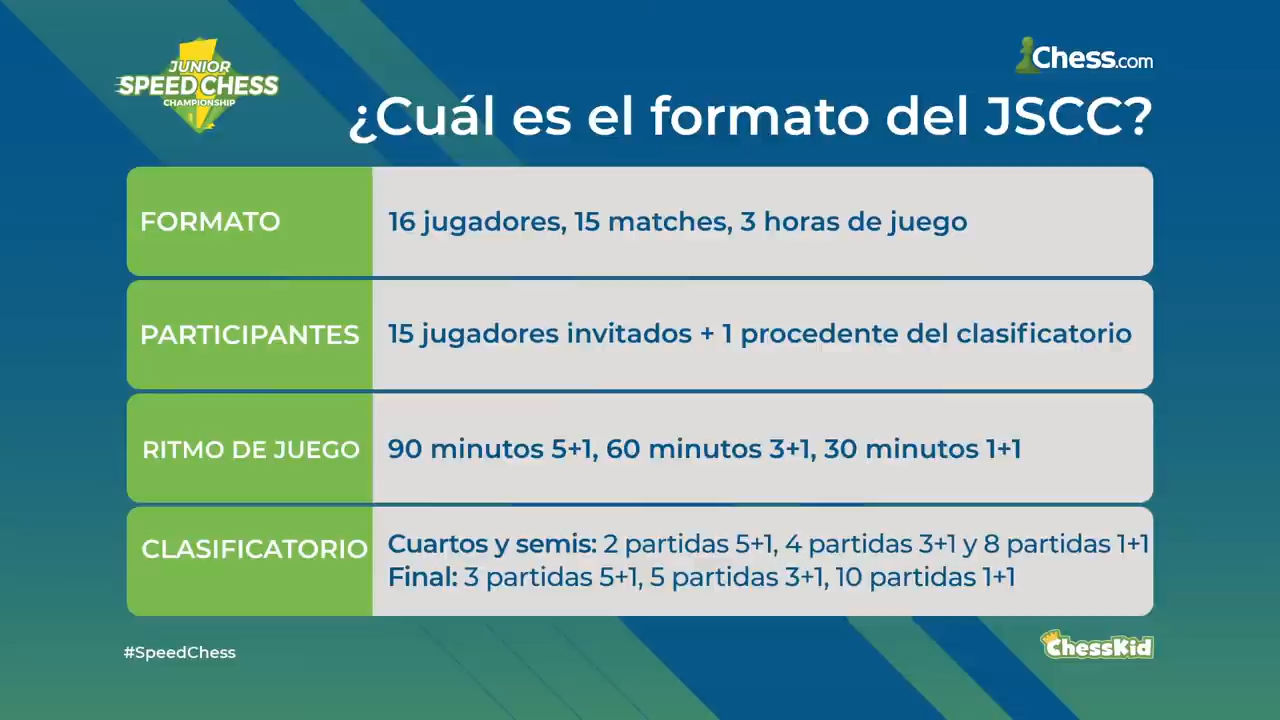 JUNIOR
SPEED CHESS
CHAMPIONSHIP
Chess.com
¿Cuál es el formato del JSCC?
FORMATO
16 jugadores, 15 matches, 3 horas de juego
PARTICIPANTES
15 jugadores invitados + 1 procedente del clasificatorio
RITMO DE JUEGO
90 minutos 5+1, 60 minutos 3+1, 30 minutos 1+1
CLASIFICATORIO
Cuartos y semis: 2 partidas 5+1, 4 partidas 3+1 y 8 partidas 1+1
Final: 3 partidas 5+1, 5 partidas 3+1, 10 partidas 1+1
#SpeedChess
ChessKid